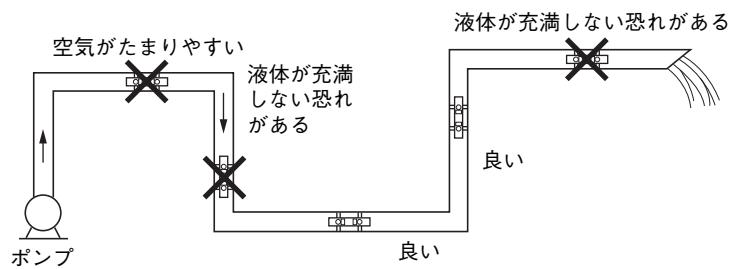 液体が充満しない恐れがある
空気がたまりやすい
液体が充満
しない恐れ
がある
良い
良い
ポンプ